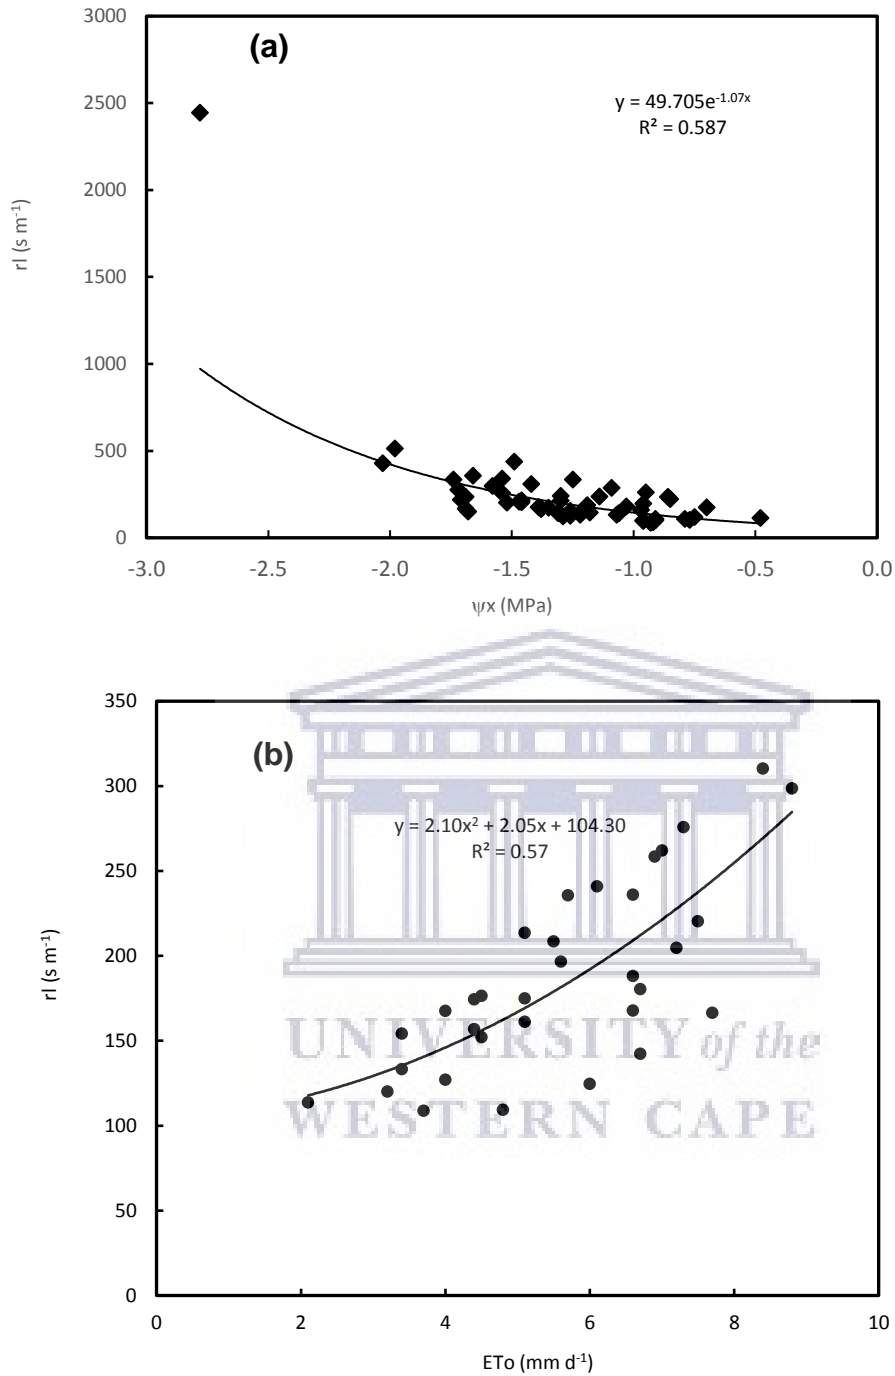 (a)
y = 49.705e-1.07x
R² = 0.587
3000
2500
2000
1500
1000
500
0
rl (s m-1)
-3.0 -2.5 -2.0 -1.5 -1.0 -0.5 0.0
ψx (MPa)
(b)
y = 2.10x² + 2.05x + 104.30
R² = 0.57
350
300
250
200
150
100
50
0
rl (s m-1)
UNIVERSITY of the
WESTERN CAPE
0 2 4 6 8 10
ETo (mm d-1)